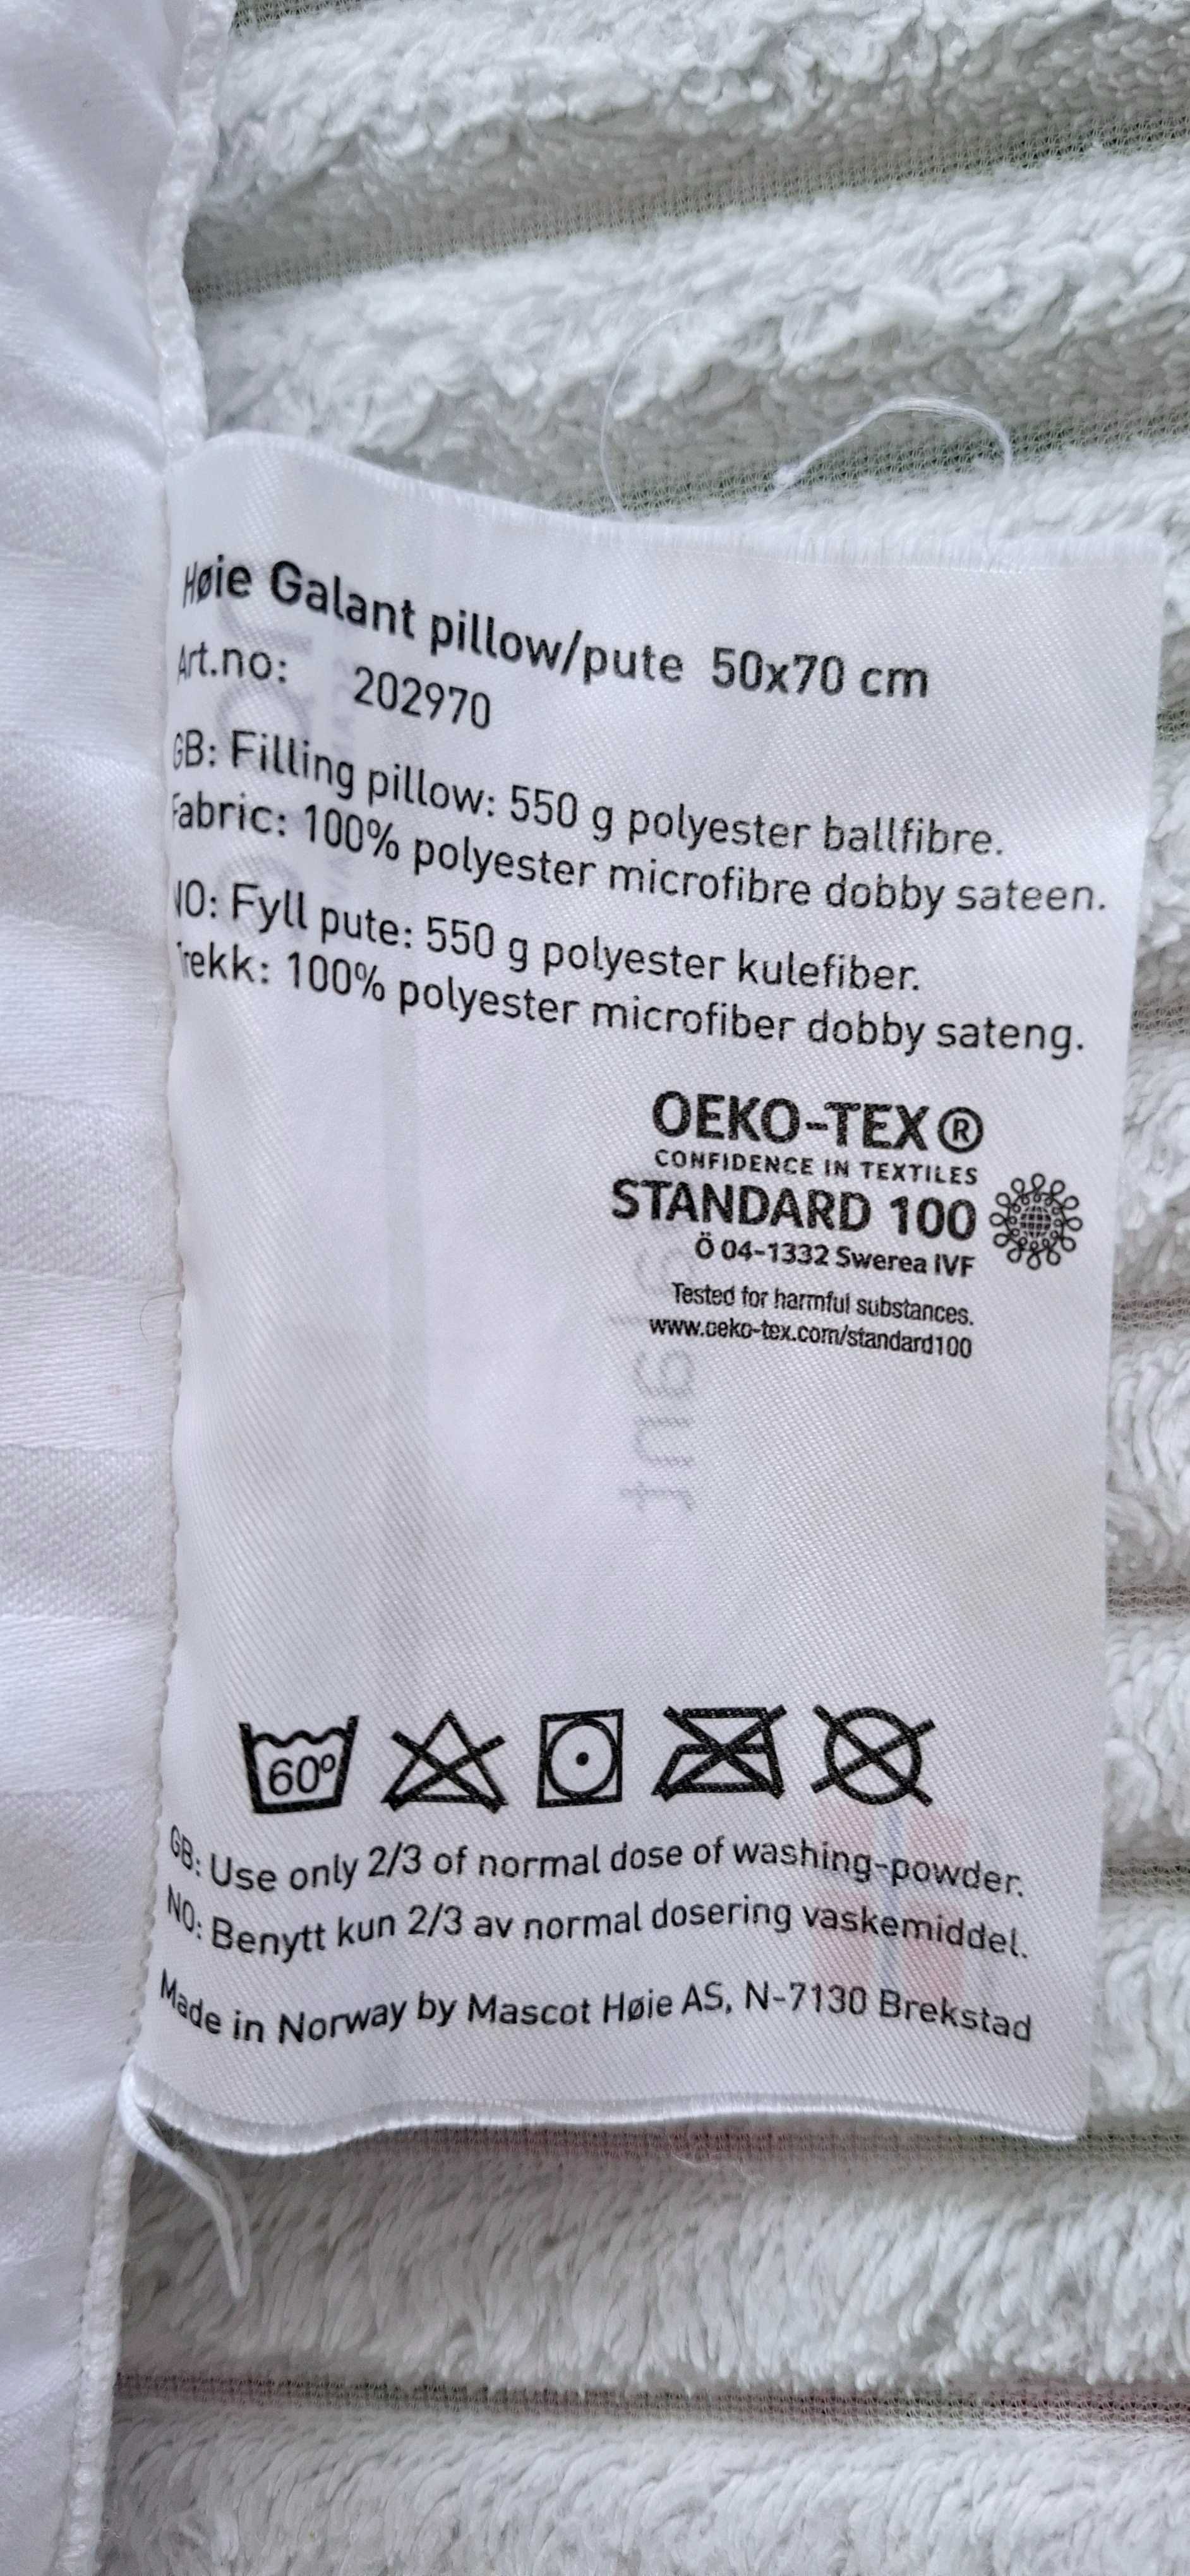 Høie Galant pillow/pute 50x70 cm
Art.no: 202970
GB: Filling pillow: 550 g polyester ballfibre.
Fabric: 100% polyester microfibre dobby sateen.
NO: Fyll pute: 550 g polyester kulefiber.
Trekk: 100% polyester microfiber dobby sateng.
OEKO-TEX®
CONFIDENCE IN TEXTILES
STANDARD 100
Ö 04-1332 Swerea IVF
Tested for harmful substances.
www.oeko-tex.com/standard100
60º
GB: Use only 2/3 of normal dose of washing-powder.
NO: Benytt kun 2/3 av normal dosering vaskemiddel.
Made in Norway by Mascot Høie AS, N-7130 Brekstad